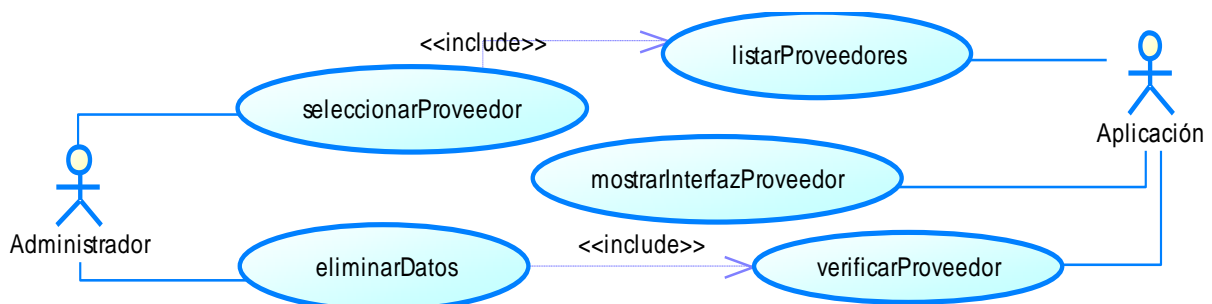 <<include>>
listarProveedores
seleccionarProveedor
Aplicación
mostrarInterfazProveedor
Administrador
<<include>>
eliminarDatos
verificarProveedor